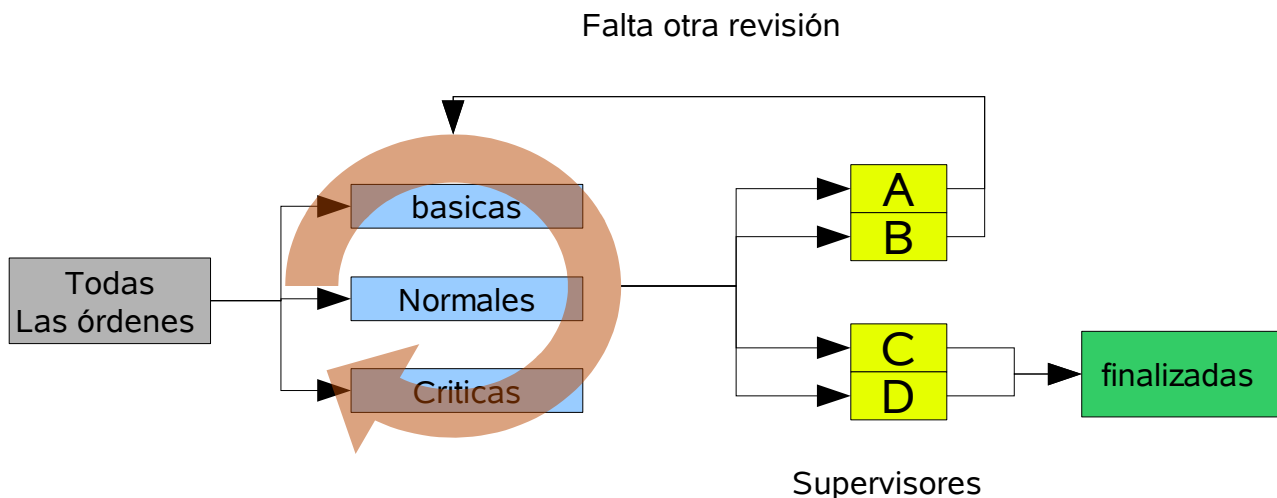 Falta otra revisión
basicas
A
B
Todas
Las órdenes
Normales
C
finalizadas
Criticas
D
Supervisores